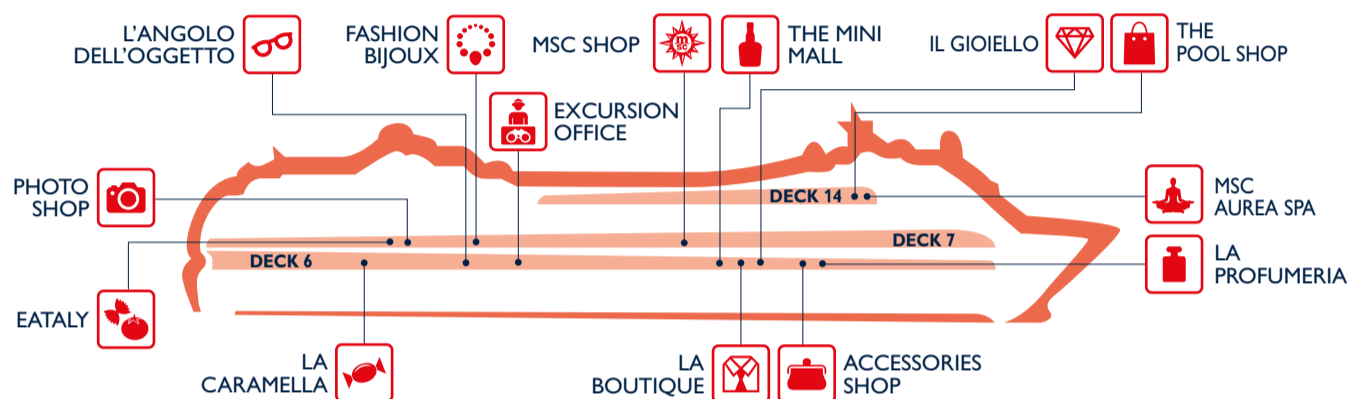 L'ANGOLO
DELL'OGGETTO
FASHION
BIJOUX
MSC SHOP
msc
THE MINI
MALL
IL GIOIELLO
THE
POOL SHOP
EXCURSION
OFFICE
PHOTO
SHOP
DECK 14
MSC
AUREA SPA
DECK 7
DECK 6
LA
PROFUMERIA
EATALY
LA
CARAMELLA
LA
BOUTIQUE
ACCESSORIES
SHOP